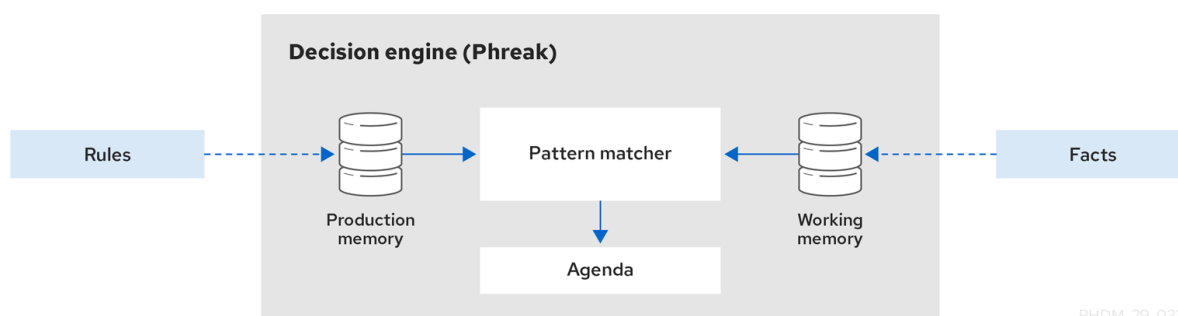 Decision engine (Phreak)
Rules
Pattern matcher
Facts
Production
memory
Working
memory
Agenda